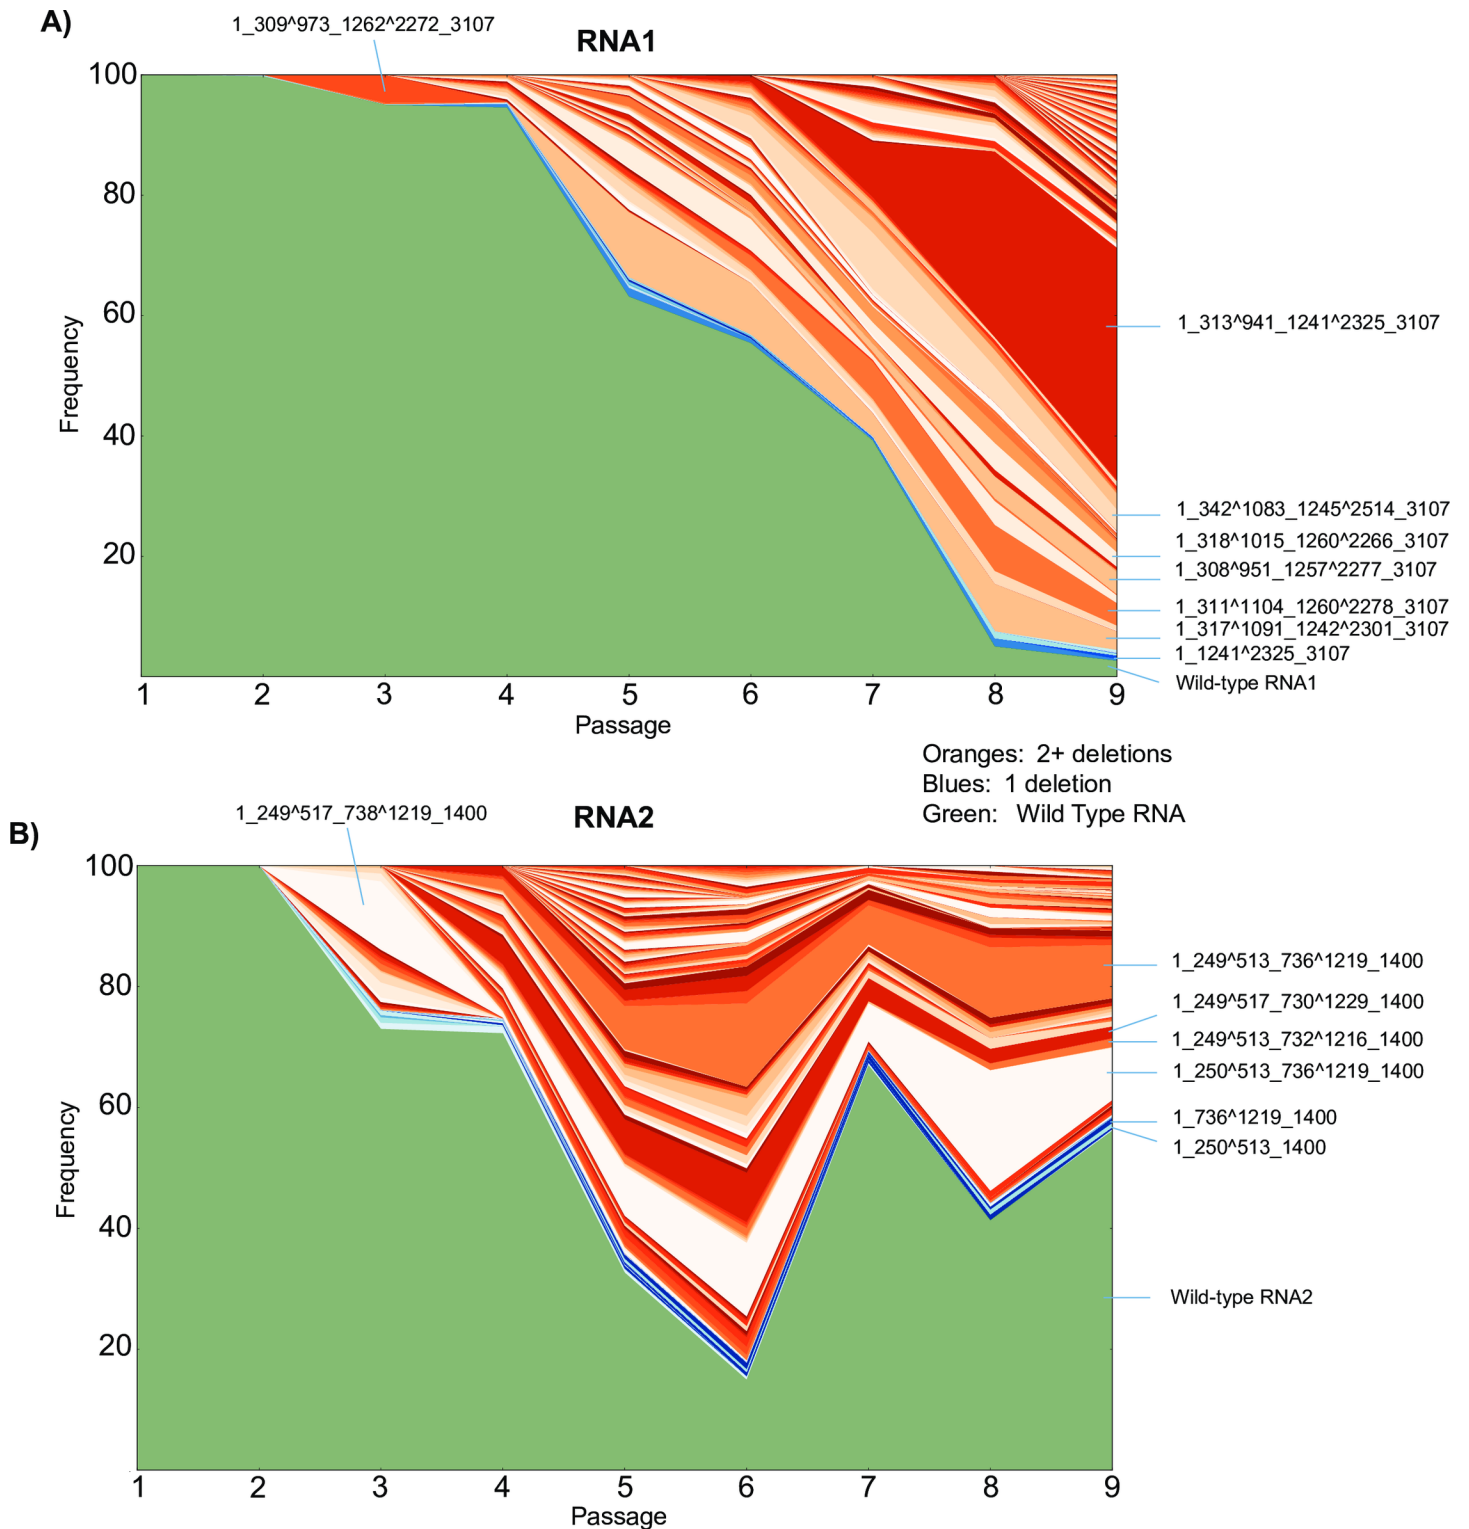 A)
1_309^973_1262^2272_3107
RNA1
100
80
60
40
20
Frequency
1 2 3 4 5 6 7 8 9
Passage
1_313^941_1241^2325_3107
1_342^1083_1245^2514_3107
1_318^1015_1260^2266_3107
1_308^951_1257^2277_3107
1_311^1104_1260^2278_3107
1_317^1091_1242^2301_3107
1_1241^2325_3107
Wild-type RNA1
Oranges: 2+ deletions
Blues: 1 deletion
Green: Wild Type RNA
B)
1_249^517_738^1219_1400
RNA2
100
80
60
40
20
Frequency
1 2 3 4 5 6 7 8 9
Passage
1_249^513_736^1219_1400
1_249^517_730^1229_1400
1_249^513_732^1216_1400
1_250^513_736^1219_1400
1_736^1219_1400
1_250^513_1400
Wild-type RNA2